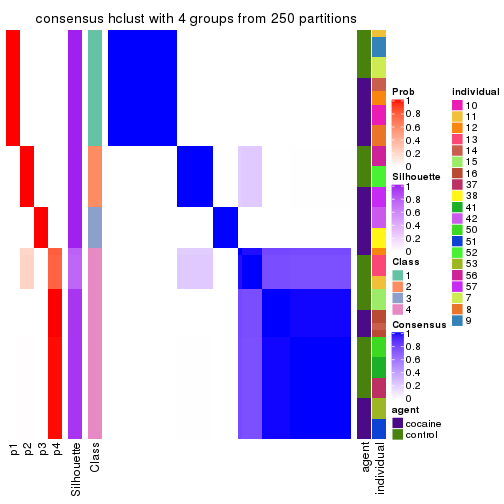 consensus hclust with 4 groups from 250 partitions
p1
p2
p3
p4
Silhouette
Class
agent
individual
Prob
1
0.8
0.6
0.4
0.2
0
Silhouette
1
0.8
0.6
0.4
0.2
0
Class
1
2
3
4
Consensus
1
0.8
0.6
0.4
0.2
0
agent
cocaine
control
individual
10
11
12
13
14
15
16
37
38
41
42
50
51
52
53
56
57
7
8
9